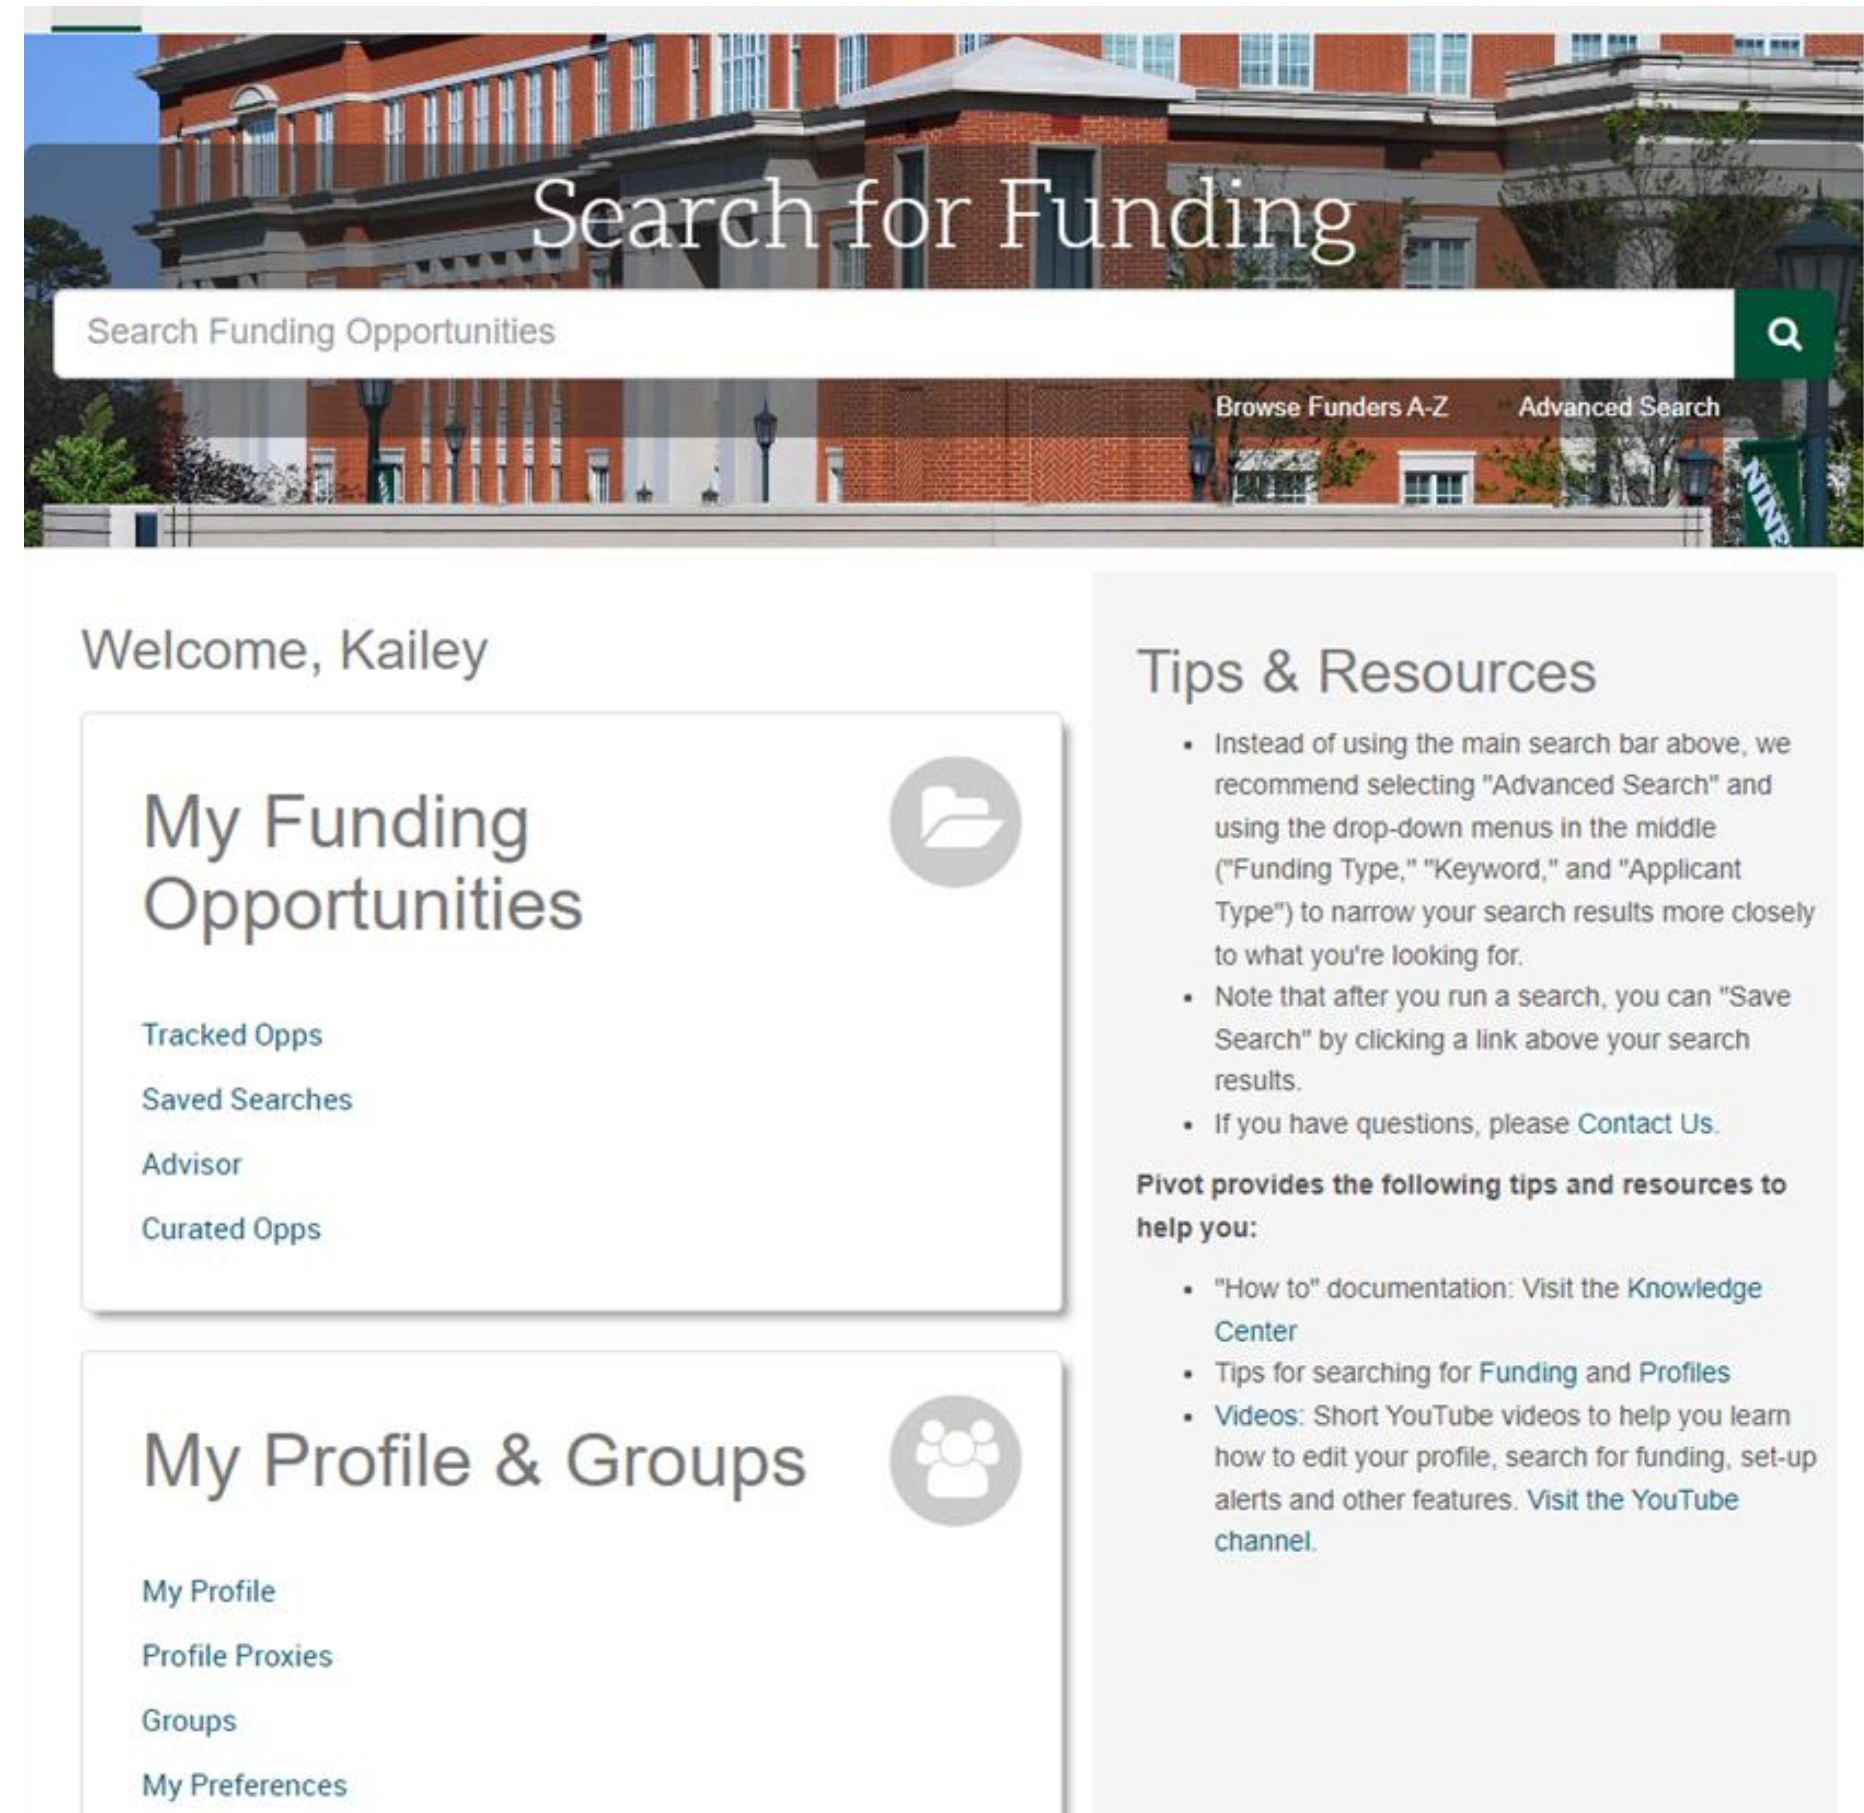 Search for Funding
Search Funding Opportunities
Browse Funders A-Z
Advanced Search
NINE
Welcome, Kailey
My Funding
Opportunities
Tracked Opps
Saved Searches
Advisor
Curated Opps
My Profile & Groups
My Profile
Profile Proxies
Groups
My Preferences
Tips & Resources
• Instead of using the main search bar above, we
recommend selecting "Advanced Search" and
using the drop-down menus in the middle
("Funding Type," "Keyword," and "Applicant
Type") to narrow your search results more closely
to what you're looking for.
• Note that after you run a search, you can "Save
Search" by clicking a link above your search
results.
• If you have questions, please Contact Us.
Pivot provides the following tips and resources to
help you:
• "How to" documentation: Visit the Knowledge
Center
• Tips for searching for Funding and Profiles
• Videos: Short YouTube videos to help you learn
how to edit your profile, search for funding, set-up
alerts and other features. Visit the YouTube
channel.